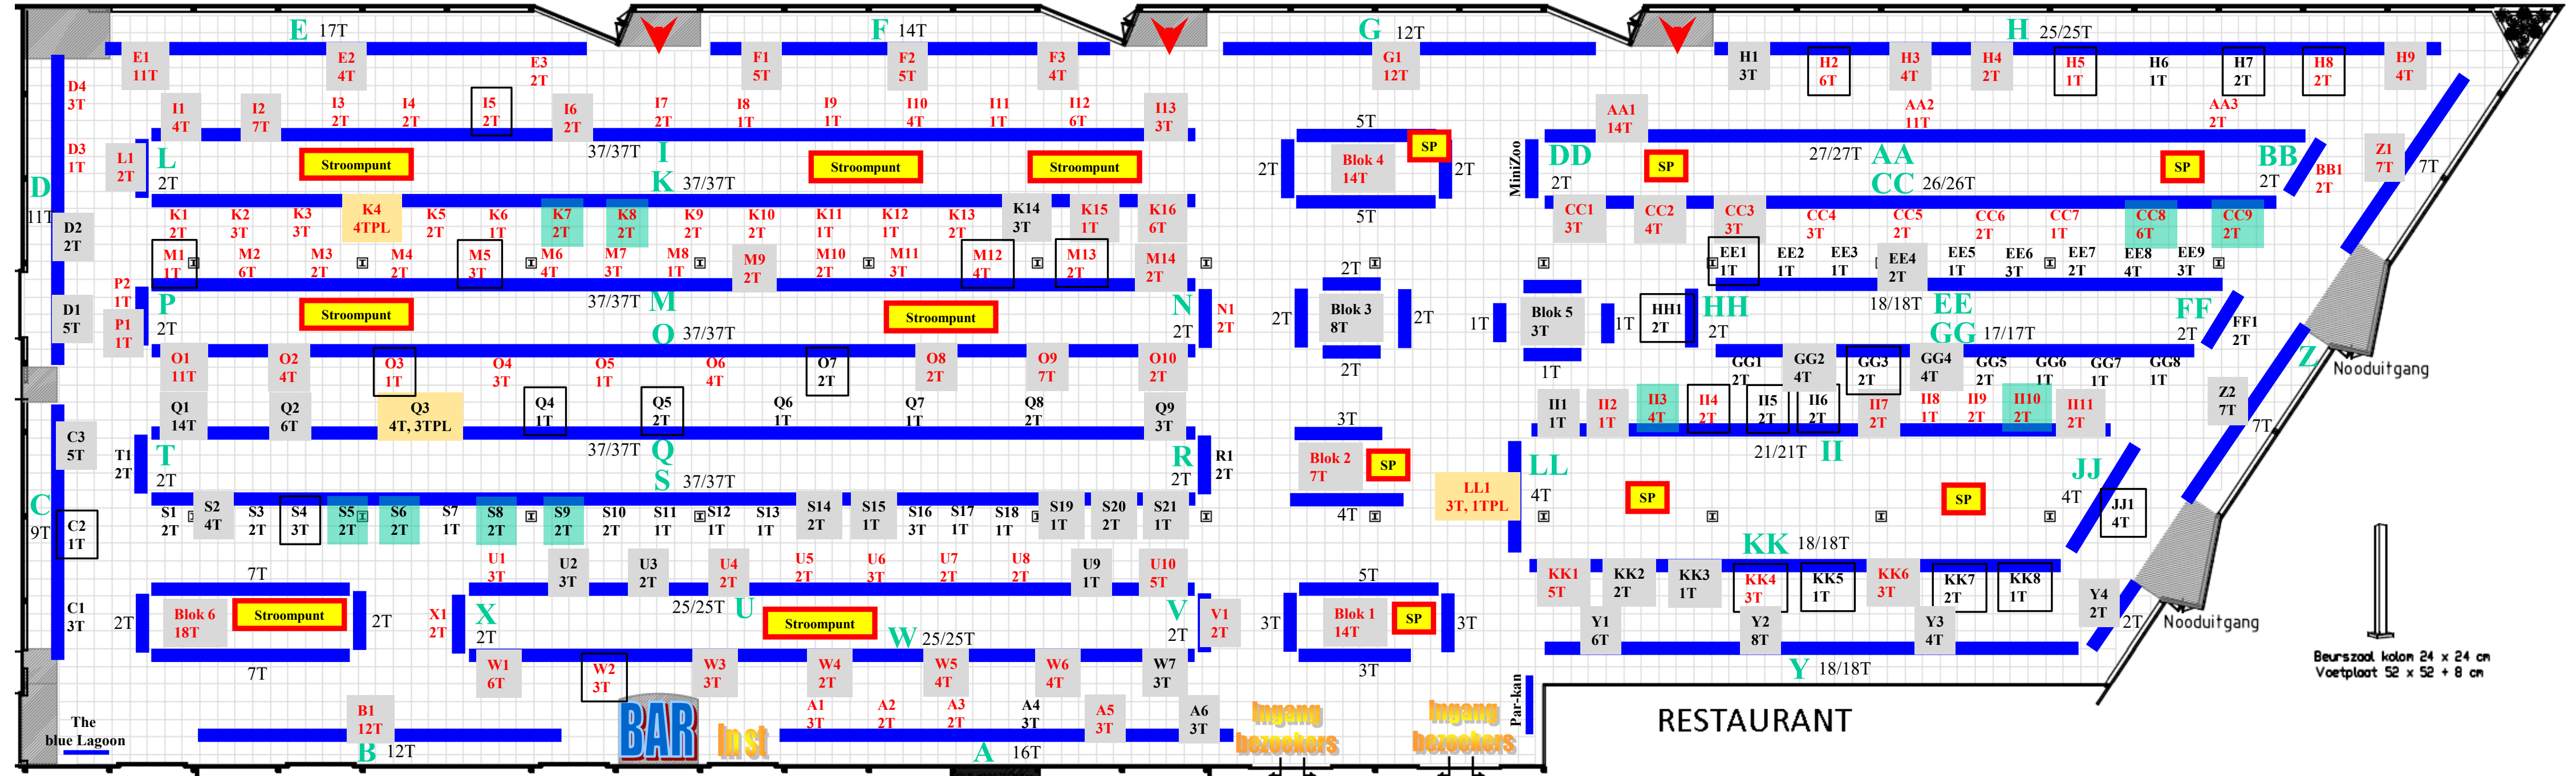 E 17T
F 14T
G 12T
H 25/25T
E1 11T
E2 4T
E3 2T
F1 5T
F2 5T
F3 4T
G1 12T
H1 3T
H2 6T
H3 4T
H4 2T
H5 1T
H6 1T
H7 2T
H8 2T
H9 4T
D4 3T
I1 4T
I2 7T
I3 2T
I4 2T
I5 2T
I6 2T
I7 2T
I8 1T
I9 1T
I10 4T
I11 1T
I12 6T
I13 3T
AA1 14T
AA2 11T
AA3 2T
D3 1T
L1 2T
L 2T
Stroompunt
37/37T I
Stroompunt
Stroompunt
5T
2T
Blok 4 14T
SP
2T
5T
MiniZoo
DD 2T
SP
27/27T AA
SP
BB 2T
BB1 2T
Z1 7T
7T
D 11T
K 37/37T
CC 26/26T
K1 2T
K2 3T
K3 1T
K4 4TPL
K5 2T
K6 1T
K7 2T
K8 2T
K9 2T
K10 2T
K11 1T
K12 1T
K13 2T
K14 3T
K15 1T
K16 6T
CC1 3T
CC2 4T
CC3 3T
CC4 3T
CC5 2T
CC6 2T
CC7 1T
CC8 6T
CC9 2T
D2 2T
M1 1T
M2 6T
M3 2T
M4 2T
M5 3T
M6 4T
M7 3T
M8 1T
M9 2T
M10 2T
M11 3T
M12 4T
M13 2T
M14 2T
EE1 1T
EE2 1T
EE3 1T
EE4 2T
EE5 1T
EE6 3T
EE7 2T
EE8 4T
EE9 3T
P2 1T
D1 5T
P1 1T
P 2T
Stroompunt
37/37T M
Stroompunt
N 2T
N1 2T
2T
2T
Blok 3 8T
2T
2T
1T
Blok 5 3T
1T
1T
HH1 2T
HH 2T
18/18T EE
FF 2T
FF1 2T
O 37/37T
GG 17/17T
Z
Nooduitgang
O1 11T
O2 4T
O3 1T
O4 3T
O5 1T
O6 4T
O7 2T
O8 2T
O9 7T
O10 2T
GG1 2T
GG2 4T
GG3 2T
GG4 4T
GG5 2T
GG6 1T
GG7 1T
GG8 1T
Q1 14T
Q2 6T
Q3 4T, 3TPL
Q4 1T
Q5 2T
Q6 1T
Q7 1T
Q8 2T
Q9 3T
II1 1T
II2 1T
II3 4T
II4 2T
II5 2T
II6 2T
II7 2T
II8 1T
II9 2T
II10 2T
II11 2T
Z2 7T
7T
C3 5T
T1 2T
T 2T
37/37T Q
R 2T
R1 2T
3T
Blok 2 7T
SP
4T
21/21T II
S 37/37T
LL1 3T, 1TPL
LL 4T
SP
SP
JJ 4T
JJ1 4T
C 9T
C2 1T
S1 2T
S2 4T
S3 2T
S4 3T
S5 2T
S6 2T
S7 1T
S8 2T
S9 2T
S10 2T
S11 1T
S12 1T
S13 1T
S14 2T
S15 1T
S16 3T
S17 1T
S18 1T
S19 1T
S20 2T
S21 1T
KK 18/18T
U1 3T
U2 3T
U3 2T
U4 2T
U5 2T
U6 3T
U7 2T
U8 2T
U9 1T
U10 5T
KK1 5T
KK2 2T
KK3 1T
KK4 3T
KK5 1T
KK6 3T
KK7 2T
KK8 1T
C1 3T
7T
2T
Blok 6 18T
Stroompunt
2T
7T
X1 2T
X 2T
25/25T U
Stroompunt
W 25/25T
V 2T
V1 2T
5T
3T
Blok 1 14T
SP
3T
3T
Y1 6T
Y2 8T
Y3 4T
Y4 2T
2T
Nooduitgang
Y 18/18T
W1 6T
W2 3T
W3 3T
W4 2T
W5 4T
W6 4T
W7 3T
Beurszaal kolom 24 x 24 cm
Voetplaat 52 x 52 + 8 cm
The
blue Lagoon
B1 12T
B 12T
BAR
In st
A1 3T
A2 2T
A3 2T
A4 3T
A5 3T
A6 3T
A 16T
Ingang
bezoekers
Ingang
bezoekers
Par-kan
RESTAURANT